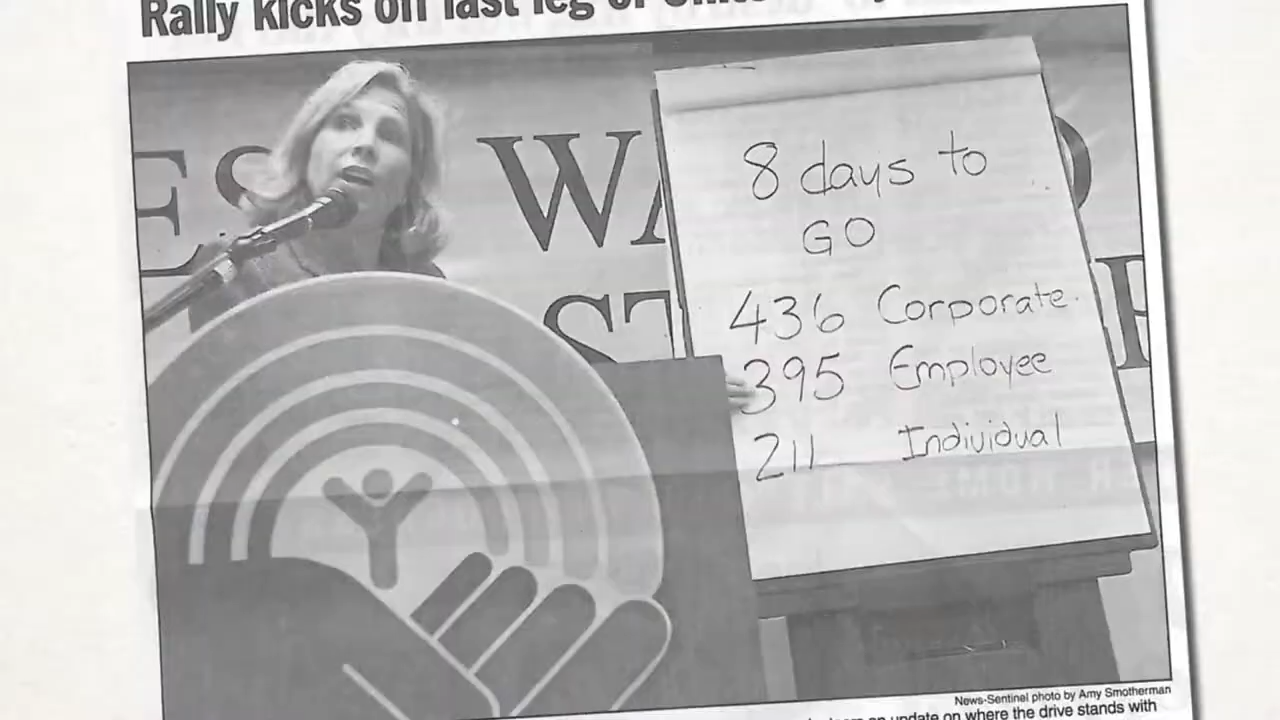 Rally kicks off last leg of
8 days to
GO
436 Corporate
395 Employee
211 Individual
News-Sentinel photo by Amy Smotherman
an update on where the drive stands with